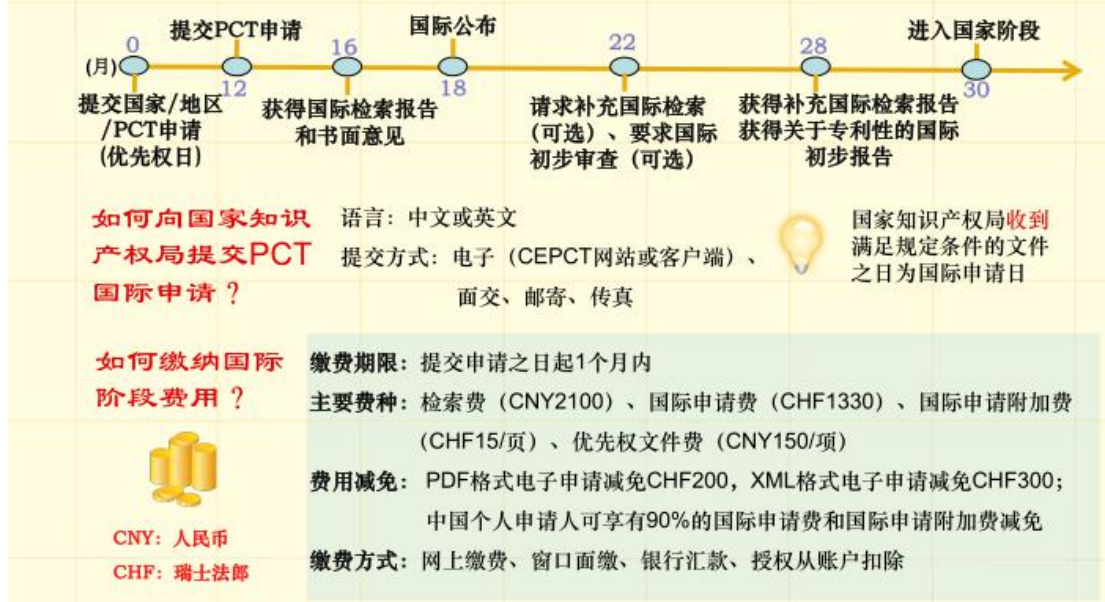 提交PCT申请
国际公布
进入国家阶段
0
16
22
28
(月)
12
18
30
提交国家/地区
/PCT申请
(优先权日)
获得国际检索报告
和书面意见
请求补充国际检索
(可选)、要求国际
初步审查(可选)
获得补充国际检索报告
获得关于专利性的国际
初步报告
如何向国家知识
产权局提交PCT
国际申请?
语言:中文或英文
提交方式:电子(CEPCT网站或客户端)、
面交、邮寄、传真
国家知识产权局收到
满足规定条件的文件
之日为国际申请日
如何缴纳国际
阶段费用?
CNY:人民币
CHF:瑞士法郎
缴费期限:提交申请之日起1个月内
主要费种:检索费(CNY2100)、国际申请费(CHF1330)、国际申请附加费
(CHF15/页)、优先权文件费(CNY150/项)
费用减免: PDF格式电子申请减免CHF200,XML格式电子申请减免CHF300;
中国个人申请人可享有90%的国际申请费和国际申请附加费减免
缴费方式:网上缴费、窗口面缴、银行汇款、授权从账户扣除